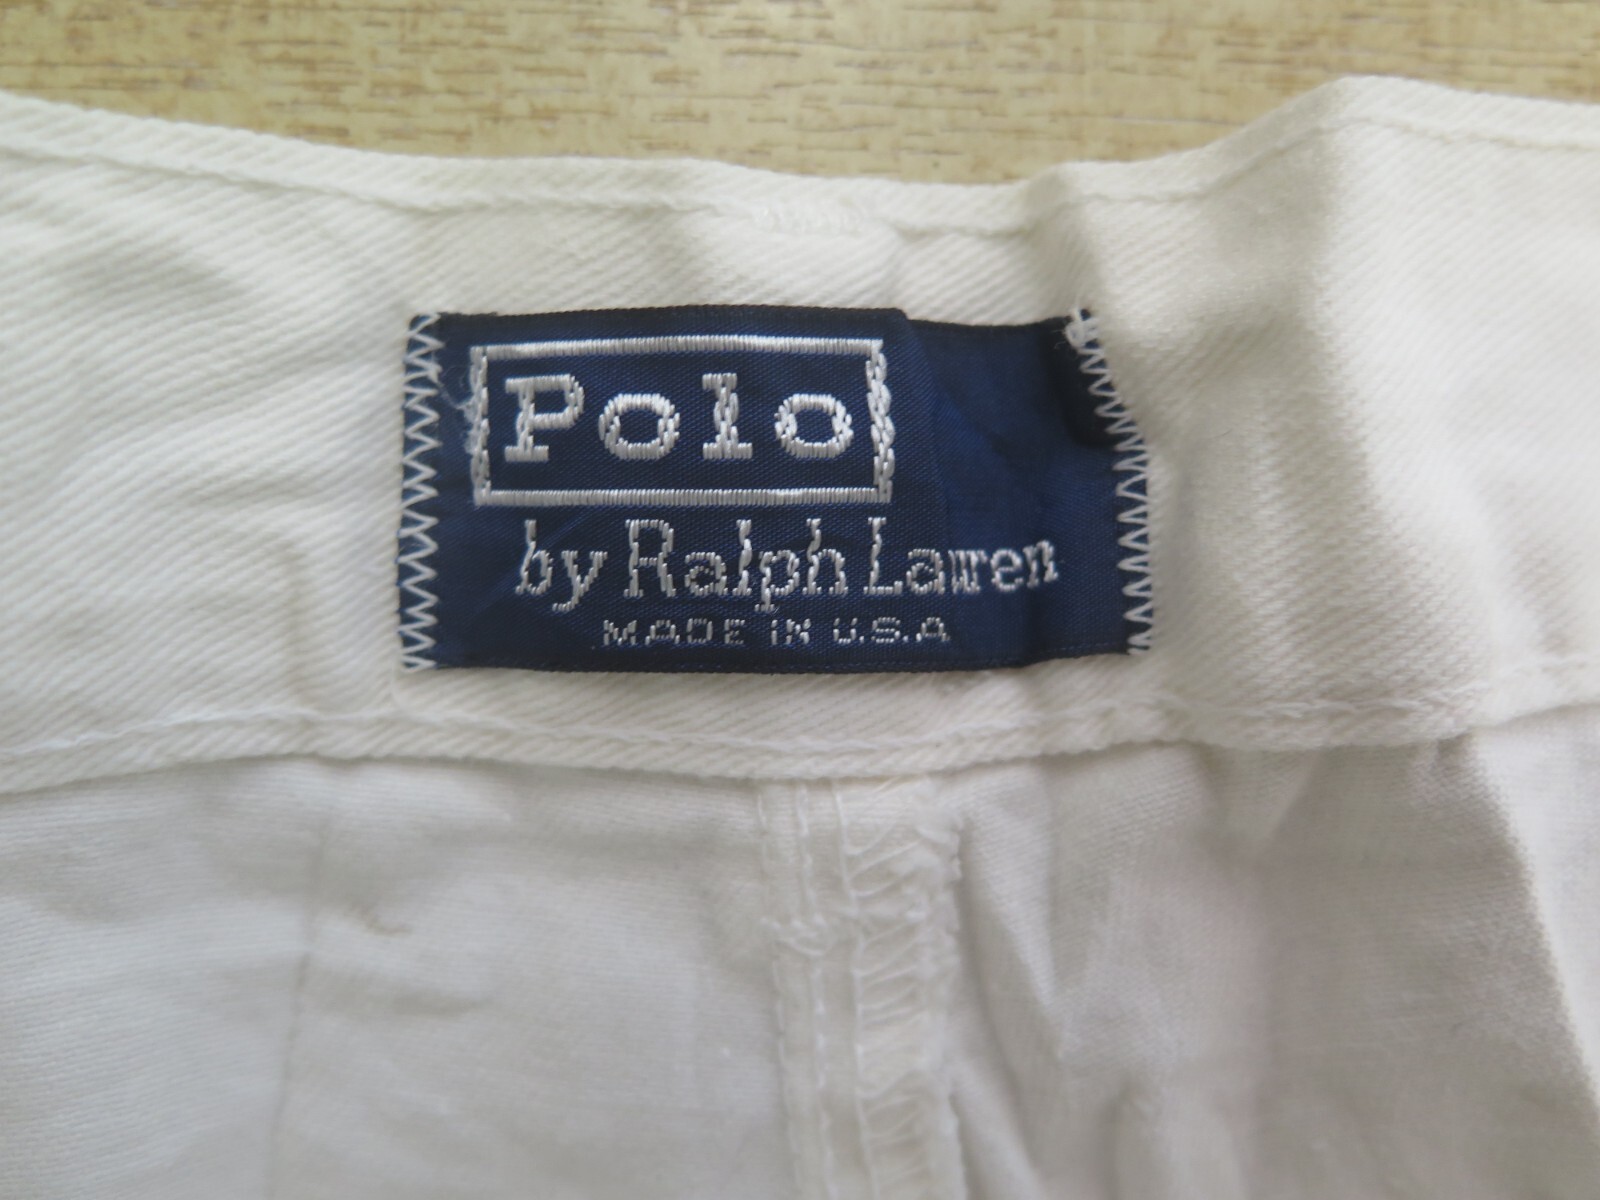 Polo
by Ralph Lauren
MADE IN U.S.A